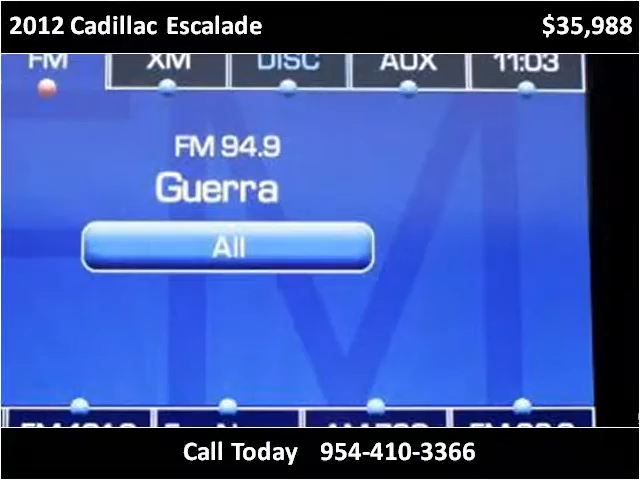 2012 Cadillac Escalade $35,988
FM XM DISC AUX 11:03
FM 94.9
Guerra
All
Call Today 954-410-3366